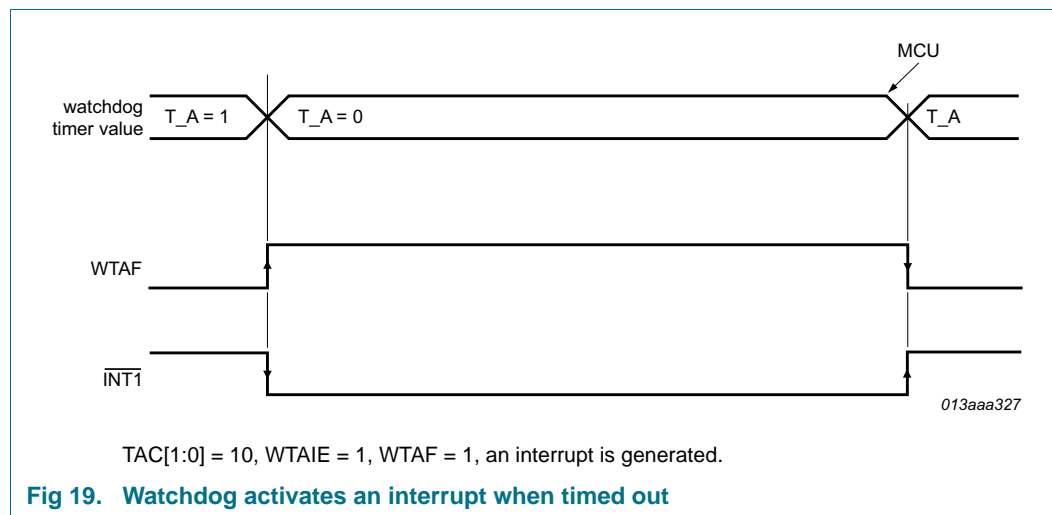 MCU
watchdog
timer value
T_A = 1
T_A = 0
T_A
WTAF
INT1
013aaa327
TAC[1:0] = 10, WTAIE = 1, WTAF = 1, an interrupt is generated.
Fig 19. Watchdog activates an interrupt when timed out